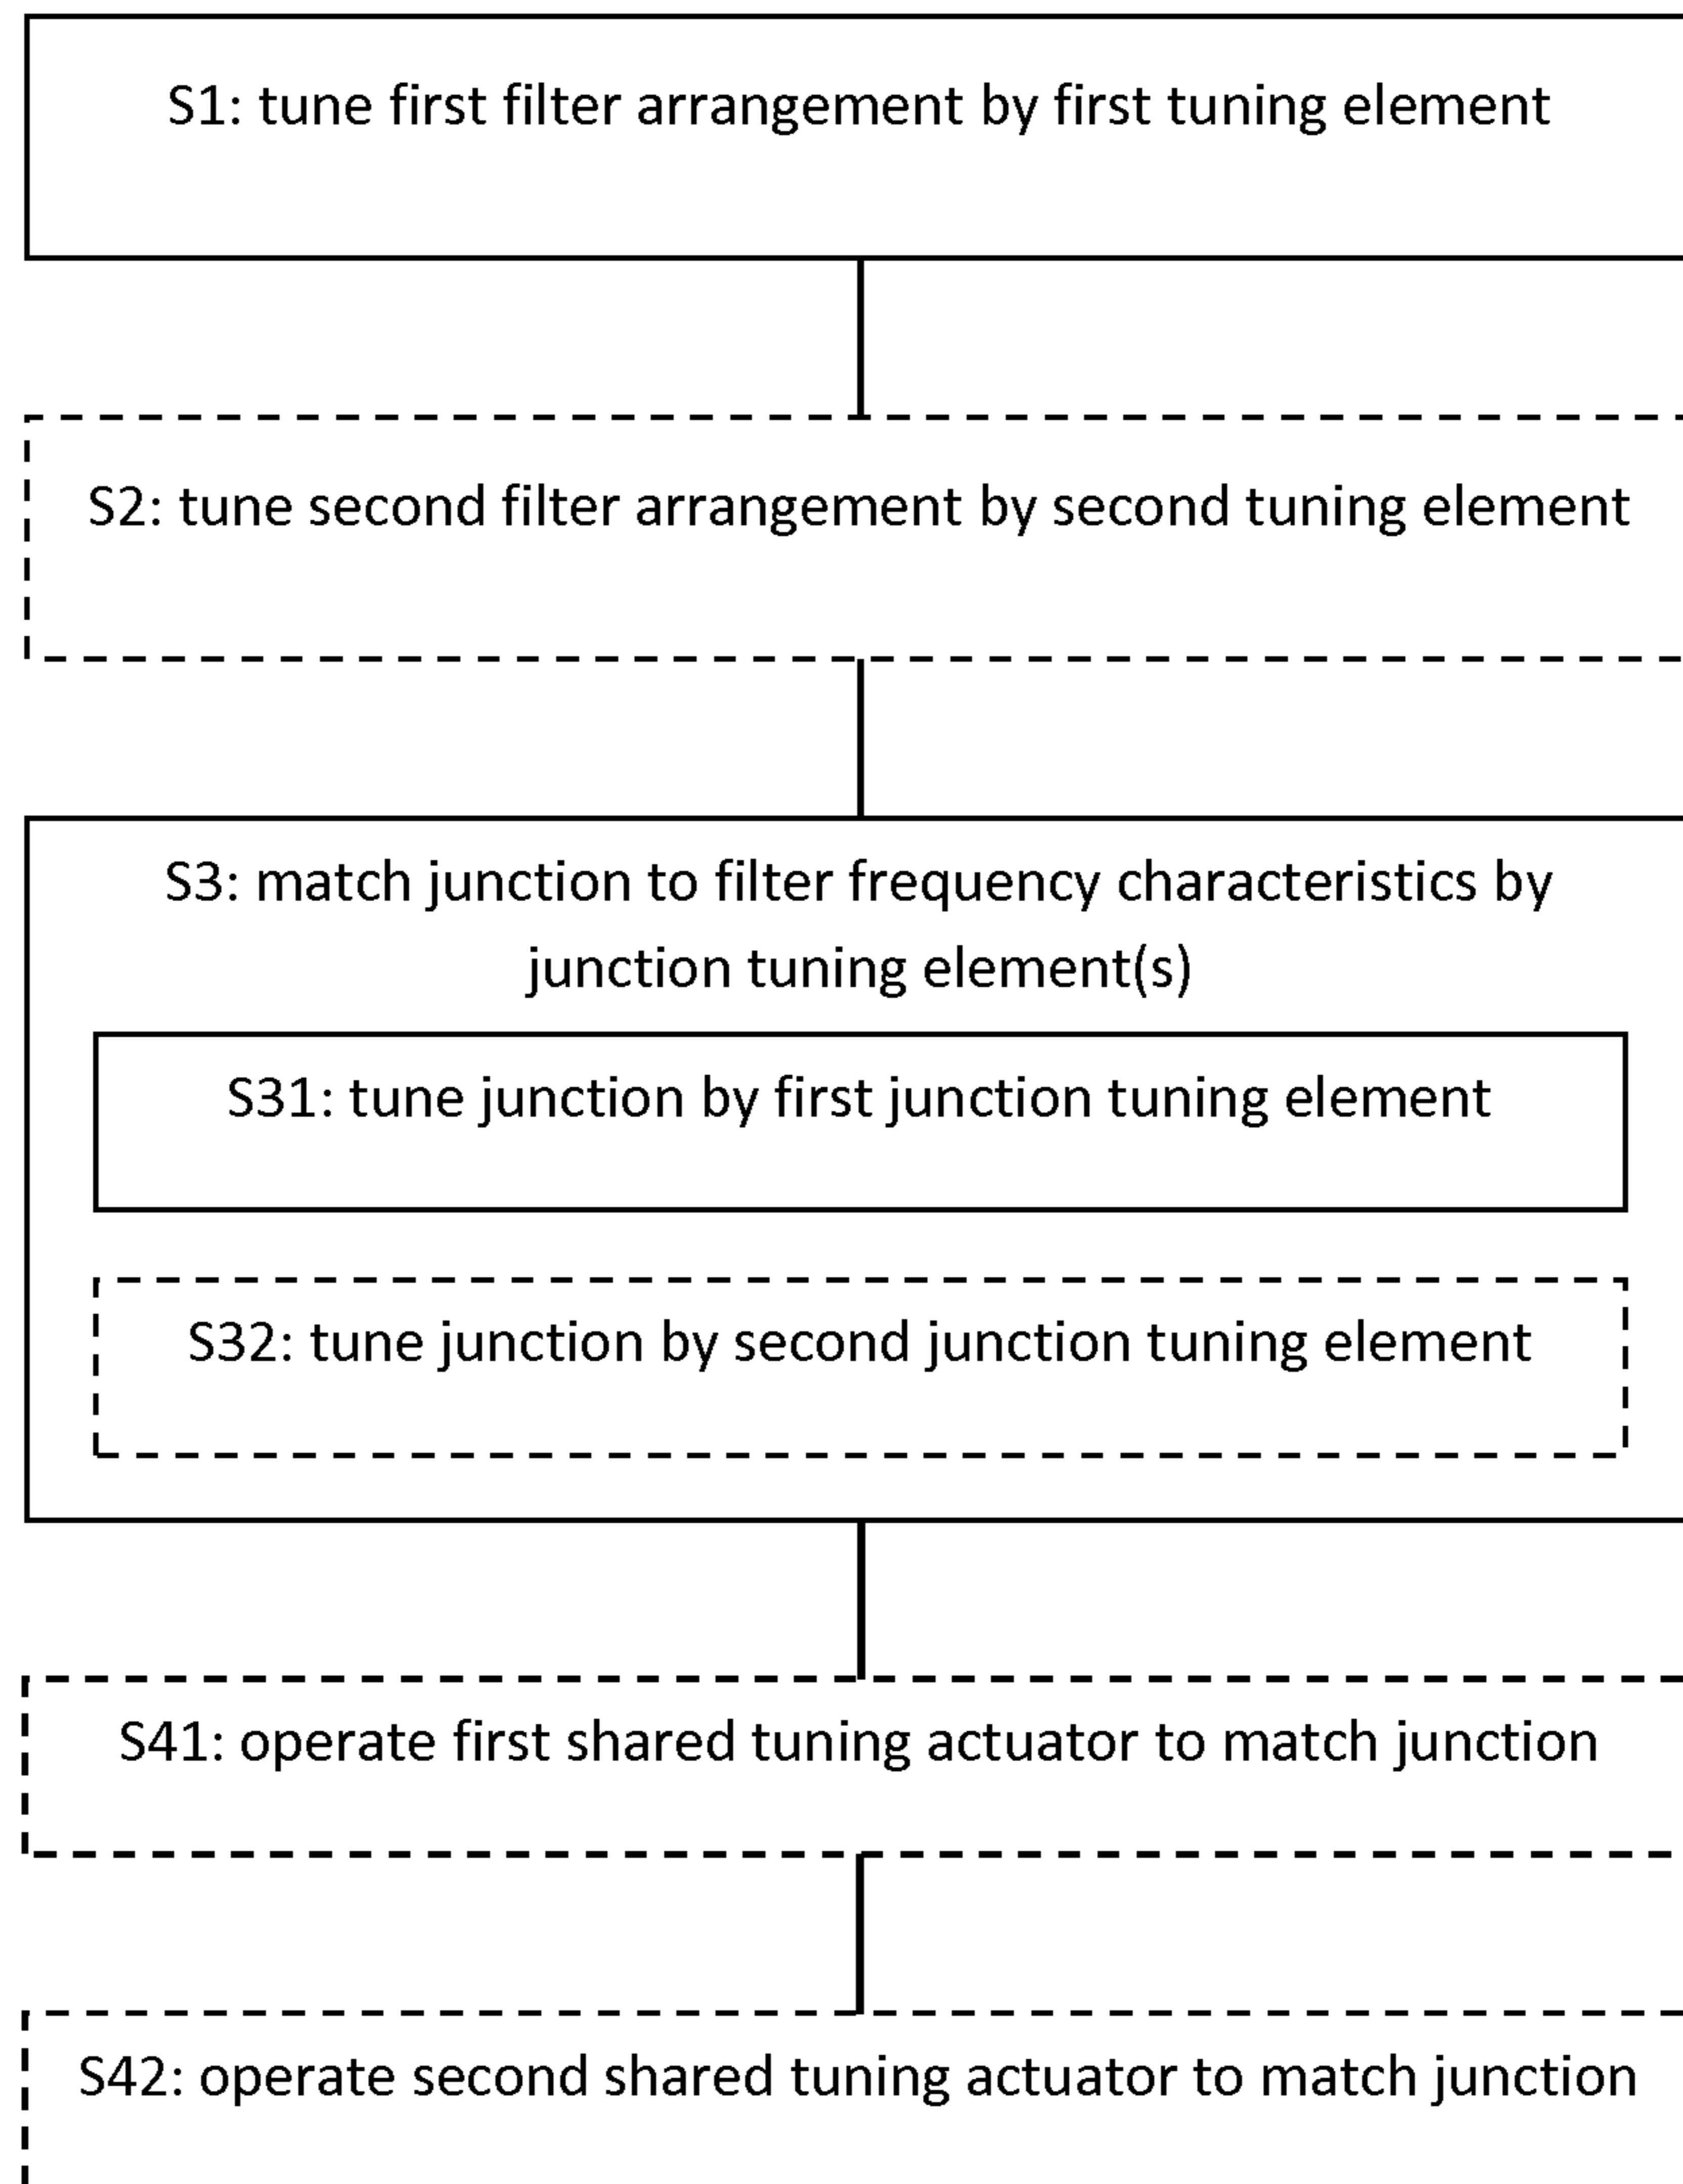 S1: tune first filter arrangement by first tuning element
S2: tune second filter arrangement by second tuning element
S3: match junction to filter frequency characteristics by
junction tuning element(s)
S31: tune junction by first junction tuning element
S32: tune junction by second junction tuning element
S41: operate first shared tuning actuator to match junction
S42: operate second shared tuning actuator to match junction